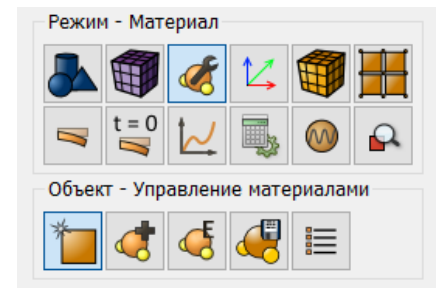 Режим - Материал
t = 0
Объект - Управление материалами
E